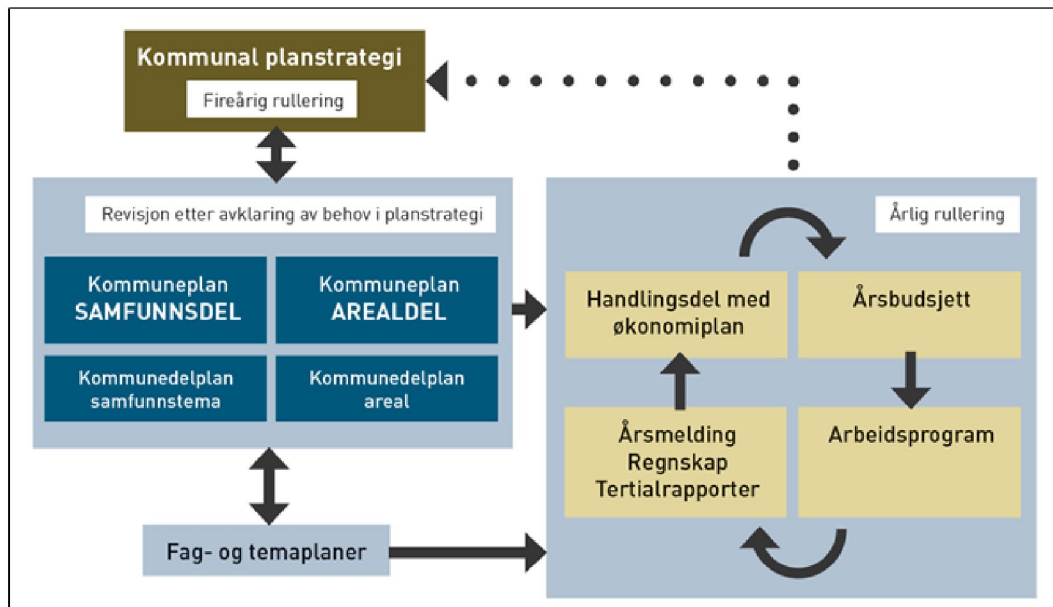 Kommunal planstrategi
Fireårig rullering
Revisjon etter avklaring av behov i planstrategi
Kommuneplan
SAMFUNNSDEL
Kommuneplan
AREALDEL
Kommunedelplan
samfunnstema
Kommunedelplan
areal
Fag- og temaplaner
Årlig rullering
Handlingsdel med
økonomiplan
Årsbudsjett
Årsmelding
Regnskap
Tertialrapporter
Arbeidsprogram